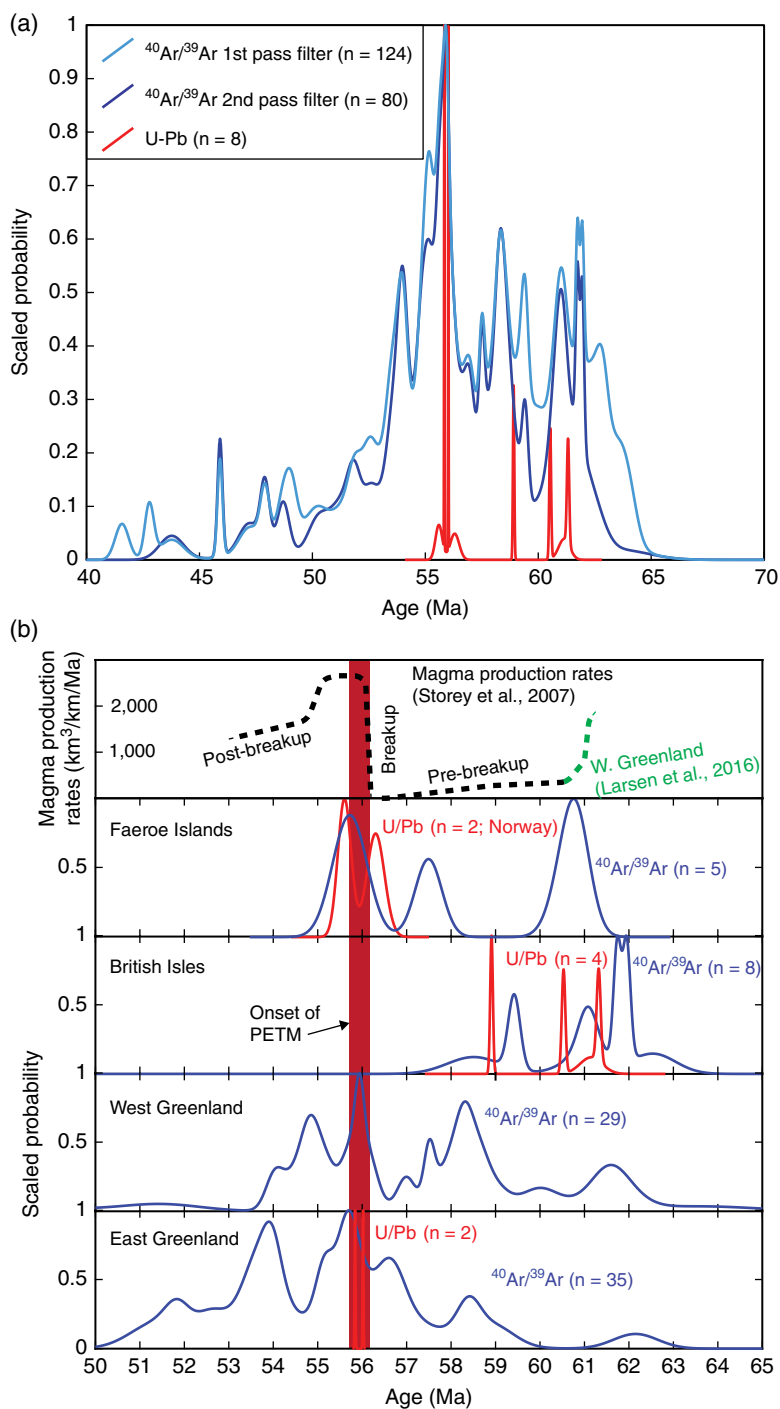 (a)
1
0.9
0.8
0.7
0.6
0.5
0.4
0.3
0.2
0.1
0
Scaled probability
⁴⁰Ar/³⁹Ar 1st pass filter (n = 124)
⁴⁰Ar/³⁹Ar 2nd pass filter (n = 80)
U-Pb (n = 8)
40 45 50 55 60 65 70
Age (Ma)
(b)
Magma production
rates (km³/km/Ma)
2,000
1,000
Post-breakup
Breakup
Pre-breakup
Magma production rates
(Storey et al., 2007)
W. Greenland
(Larsen et al., 2016)
Faeroe Islands
U/Pb (n = 2; Norway)
⁴⁰Ar/³⁹Ar (n = 5)
0.5
1
British Isles
U/Pb (n = 4)
⁴⁰Ar/³⁹Ar (n = 8)
0.5
Onset of
PETM
1
Scaled probability
West Greenland
⁴⁰Ar/³⁹Ar (n = 29)
0.5
1
East Greenland
U/Pb (n = 2)
⁴⁰Ar/³⁹Ar (n = 35)
0.5
0
50 51 52 53 54 55 56 57 58 59 60 61 62 63 64 65
Age (Ma)